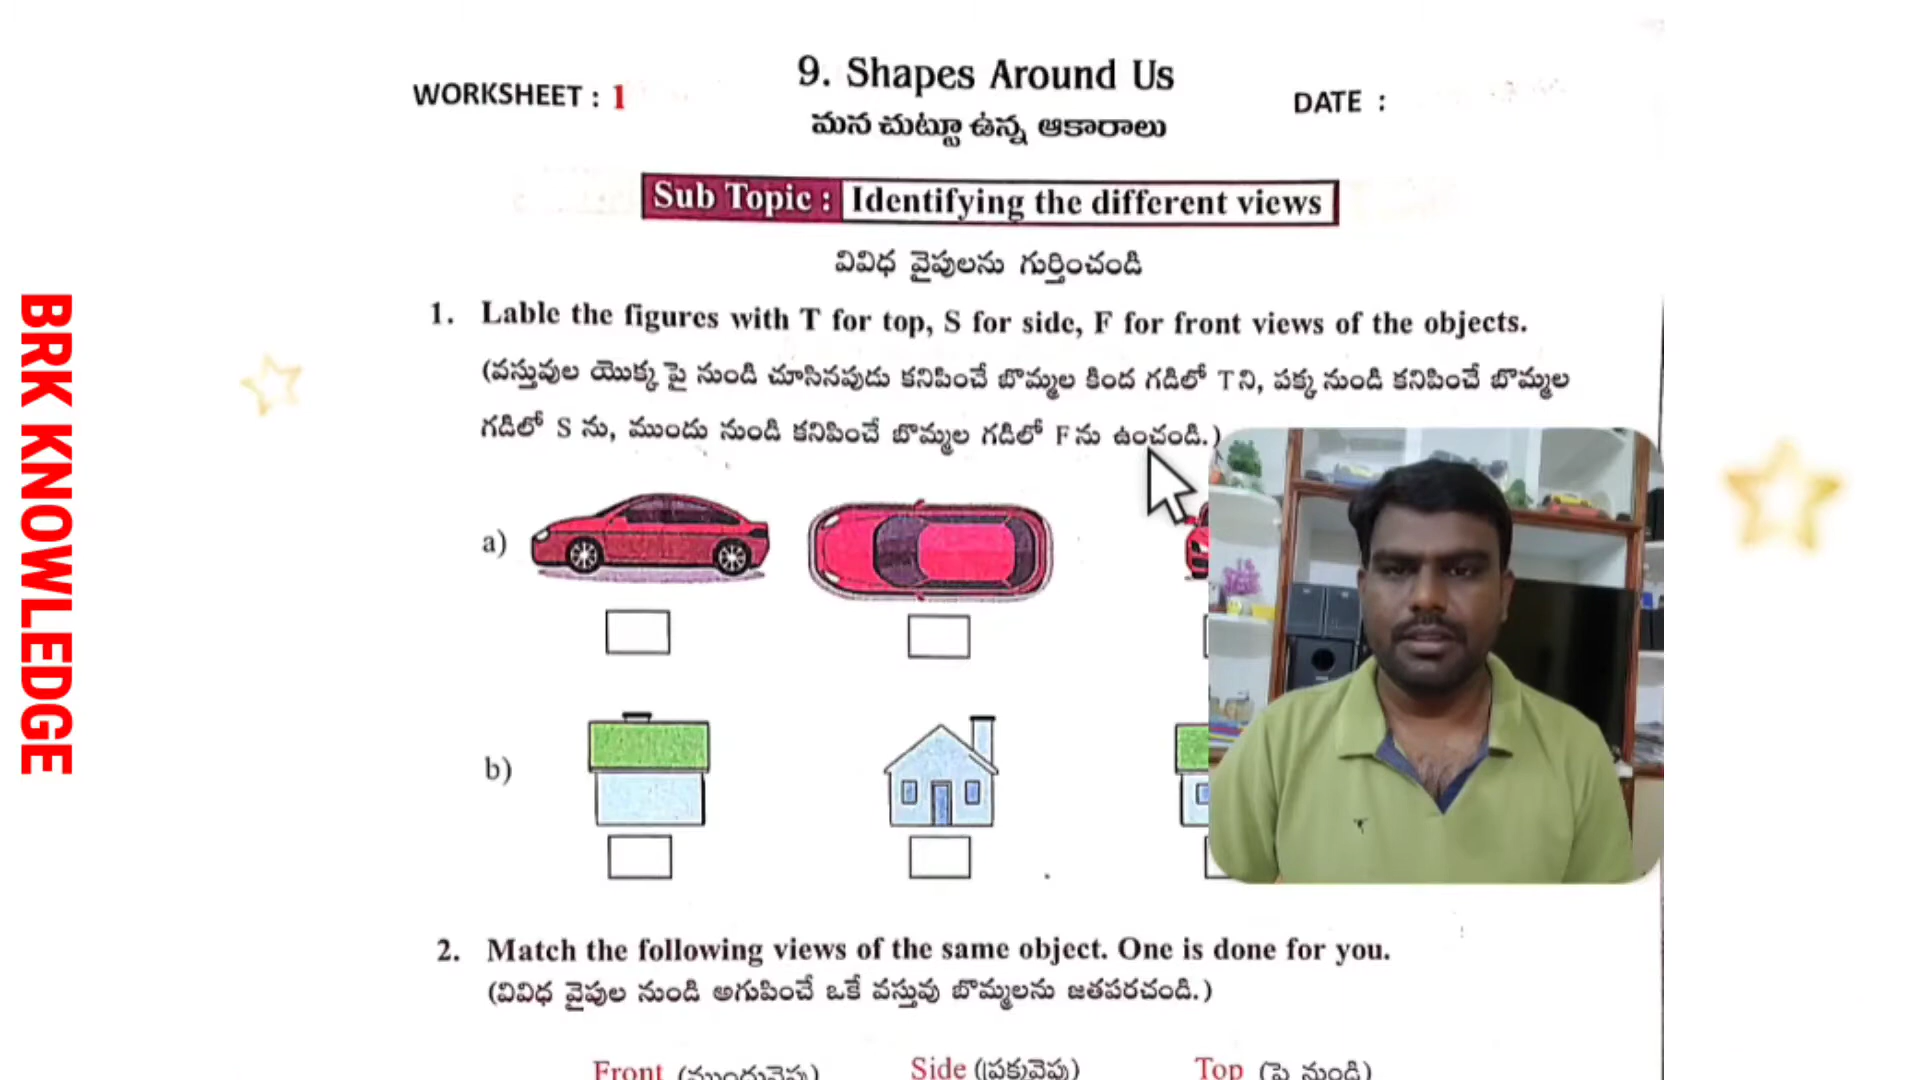 BRK KNOWLEDGE
WORKSHEET : 1
9. Shapes Around Us
DATE :
మన చుట్టూ ఉన్న ఆకారాలు
Sub Topic : Identifying the different views
వివిధ వైపులను గుర్తించండి
1. Lable the figures with T for top, S for side, F for front views of the objects.
(వస్తువుల యొక్క పై నుండి చూసినపుడు కనిపించే బొమ్మల కింద గడిలో T ని, పక్క నుండి కనిపించే బొమ్మల
గడిలో S ను, ముందు నుండి కనిపించే బొమ్మల గడిలో F ను ఉంచండి.)
a)
b)
2. Match the following views of the same object. One is done for you.
(వివిధ వైపుల నుండి అగుపించే ఒకే వస్తువు బొమ్మలను జతపరచండి.)
Front (ముందువైపు) Side (ప్రక్కవైపు) Top (పై నుండి)